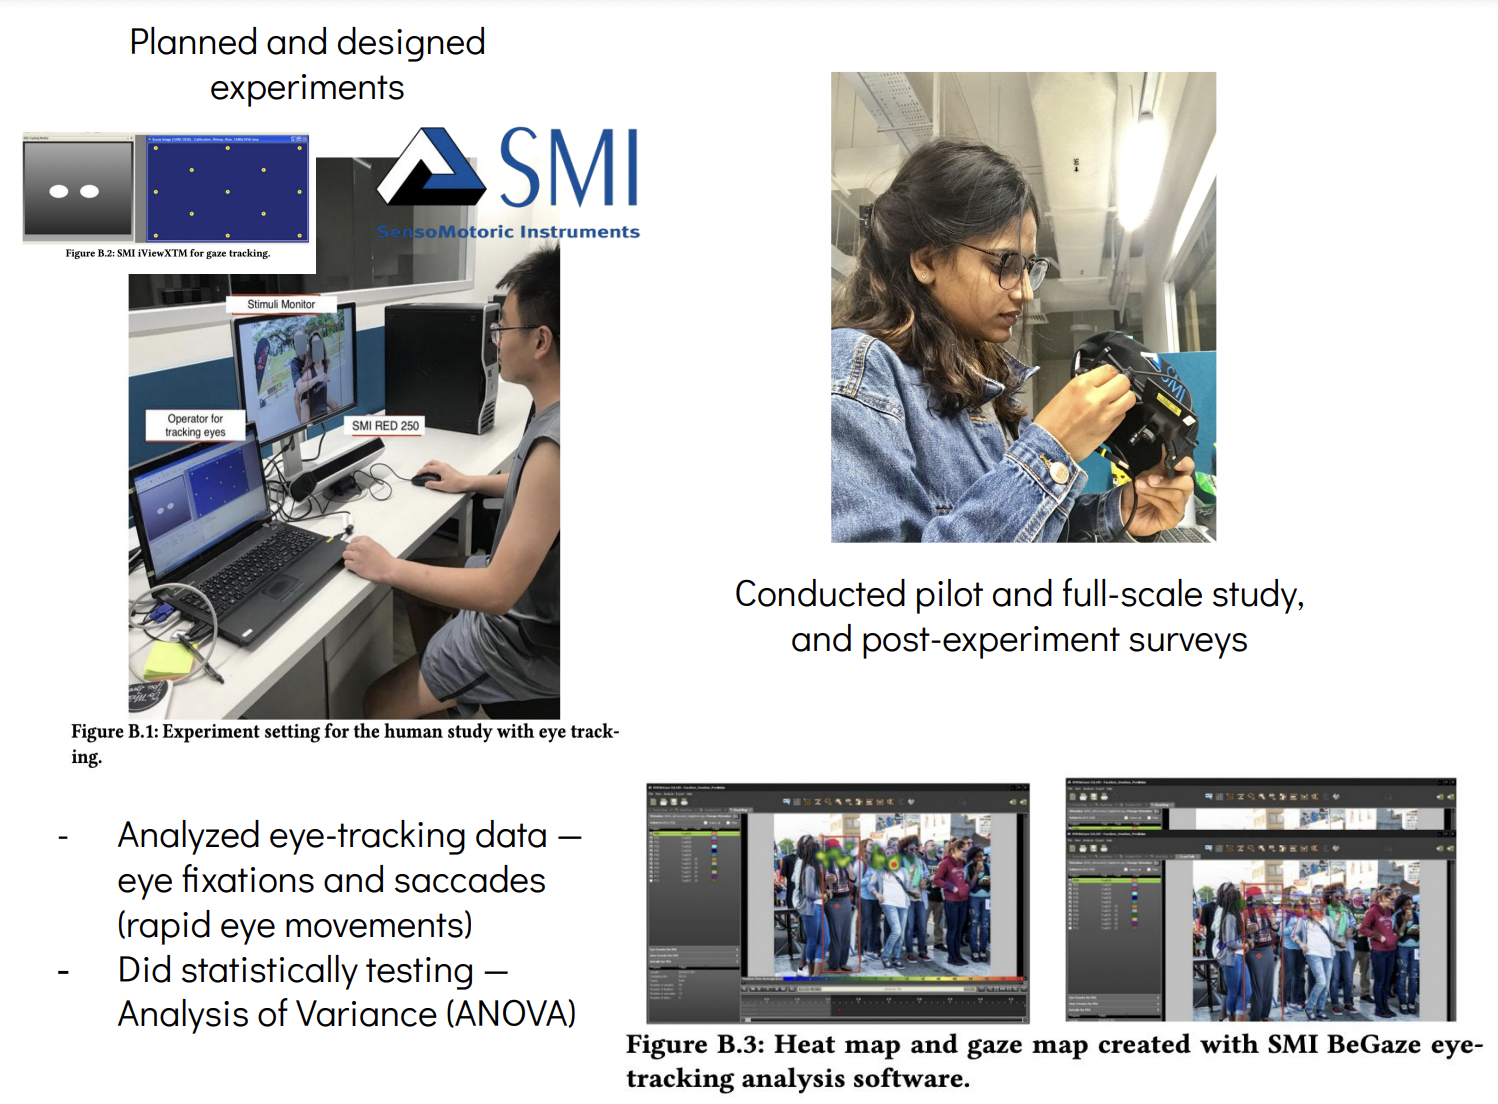 Planned and designed
experiments
SMI
SensoMotoric Instruments
Figure B.2: SMI iViewXTM for gaze tracking.
Stimuli Monitor
Operator for
tracking eyes
SMI RED 250
SMI
Figure B.1: Experiment setting for the human study with eye track-
ing.
Conducted pilot and full-scale study,
and post-experiment surveys
- Analyzed eye-tracking data —
eye fixations and saccades
(rapid eye movements)
- Did statistically testing —
Analysis of Variance (ANOVA)
Figure B.3: Heat map and gaze map created with SMI BeGaze eye-
tracking analysis software.